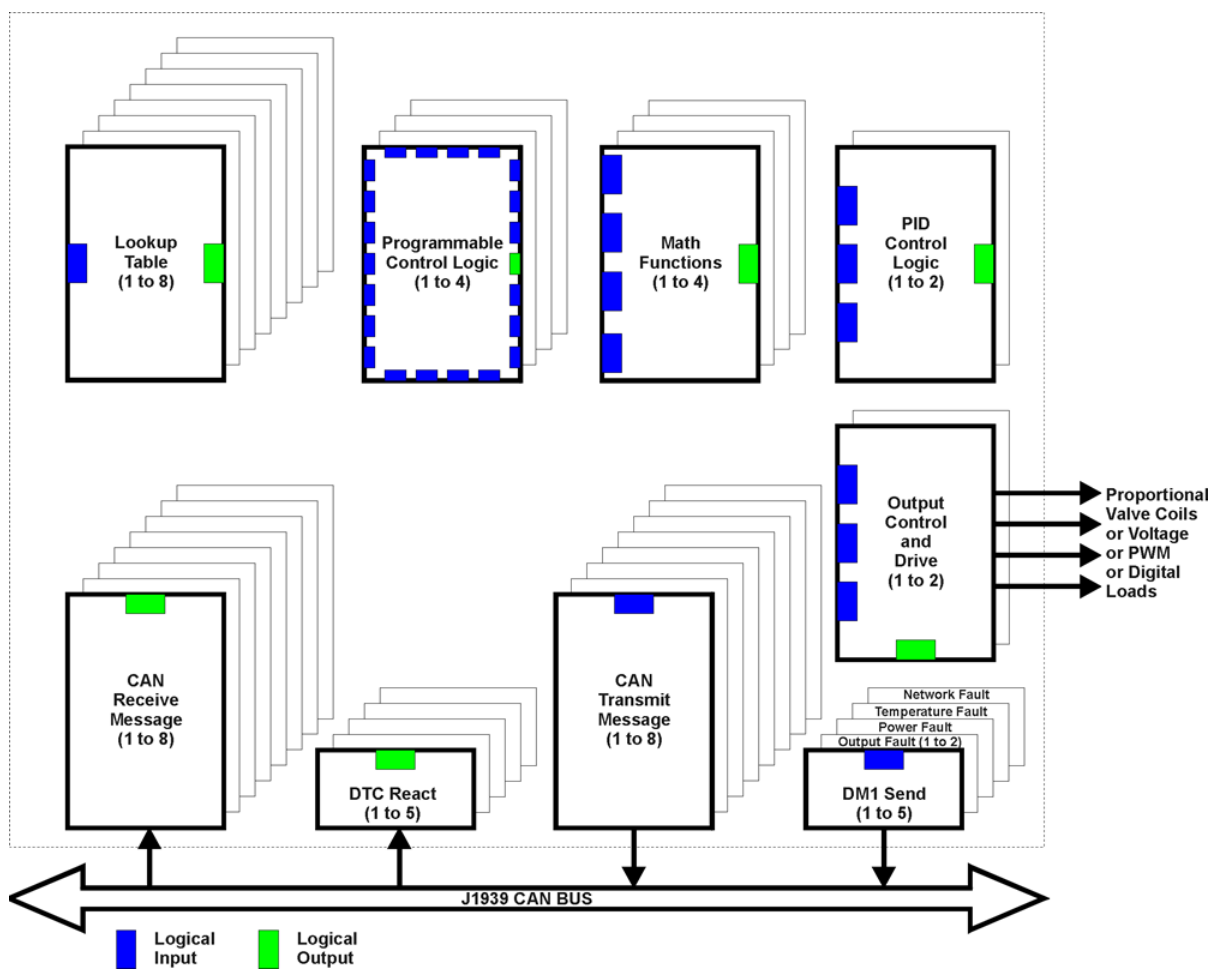 Lookup
Table
(1 to 8)
Programmable
Control Logic
(1 to 4)
Math
Functions
(1 to 4)
PID
Control
Logic
(1 to 2)
Output
Control
and
Drive
(1 to 2)
Proportional
Valve Coils
or Voltage
or PWM
or Digital
Loads
CAN
Receive
Message
(1 to 8)
DTC React
(1 to 5)
CAN
Transmit
Message
(1 to 8)
Network Fault
Temperature Fault
Power Fault
Output Fault (1 to 2)
DM1 Send
(1 to 5)
J1939 CAN BUS
Logical
Input
Logical
Output